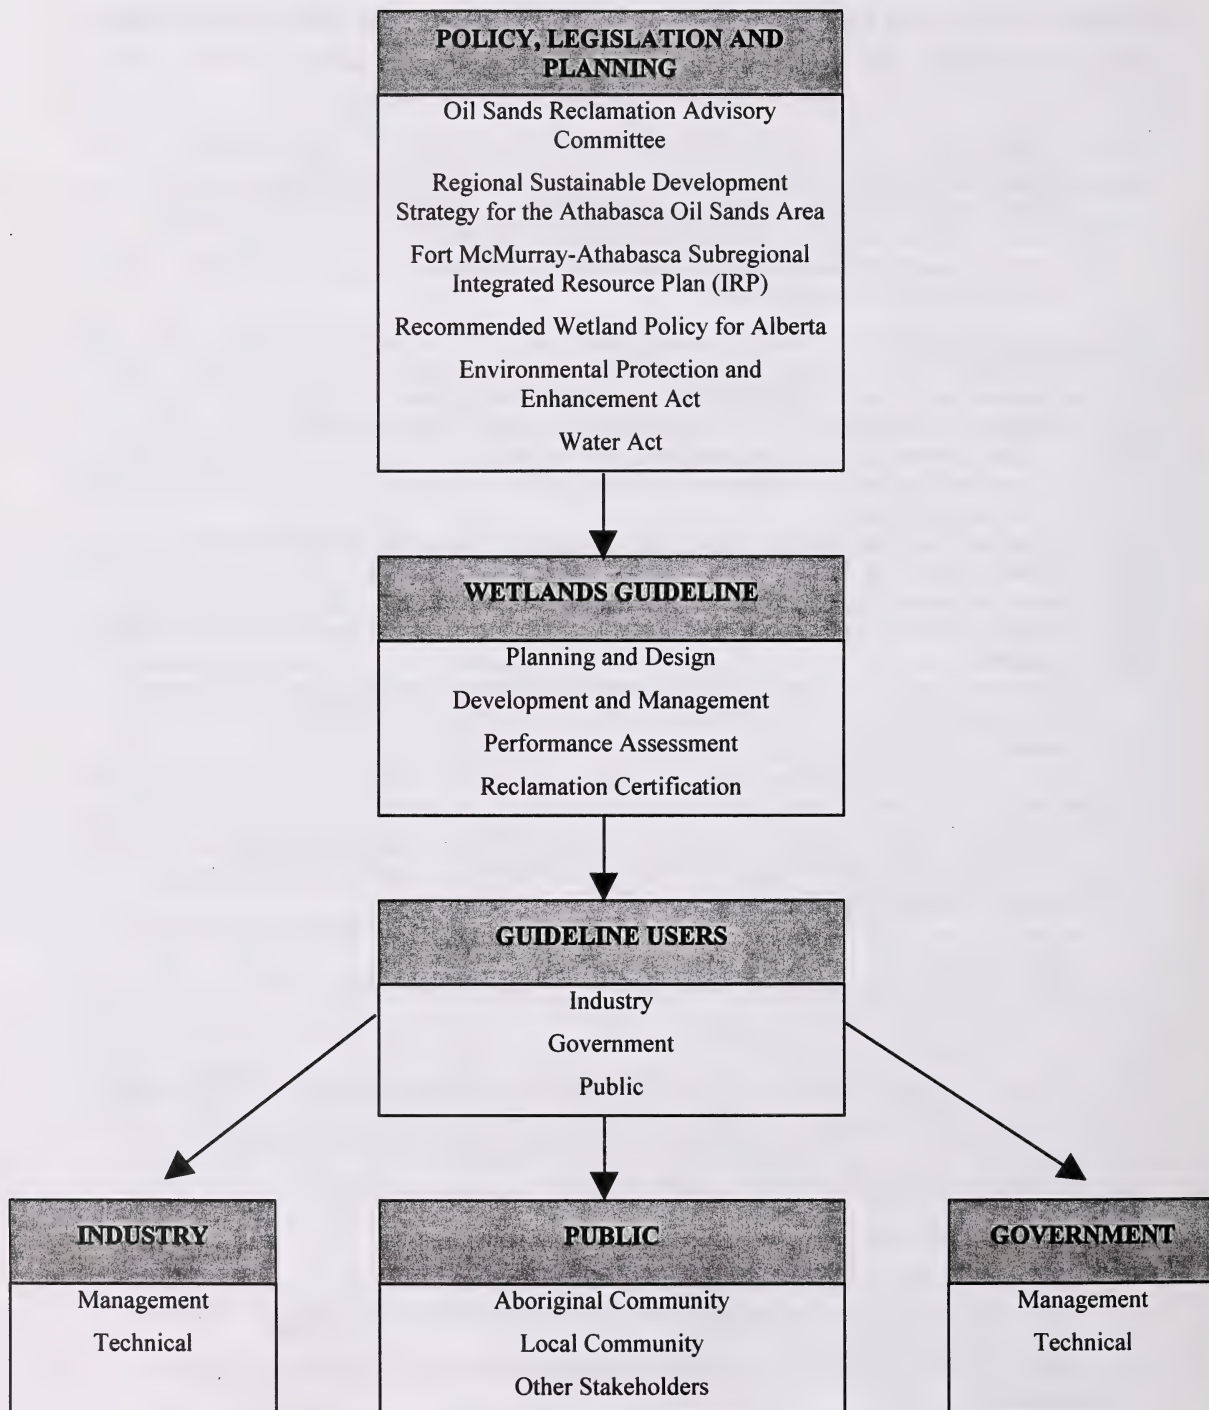 POLICY, LEGISLATION AND
PLANNING
Oil Sands Reclamation Advisory
Committee
Regional Sustainable Development
Strategy for the Athabasca Oil Sands Area
Fort McMurray-Athabasca Subregional
Integrated Resource Plan (IRP)
Recommended Wetland Policy for Alberta
Environmental Protection and
Enhancement Act
Water Act
WETLANDS GUIDELINE
Planning and Design
Development and Management
Performance Assessment
Reclamation Certification
GUIDELINE USERS
Industry
Government
Public
INDUSTRY
Management
Technical
PUBLIC
Aboriginal Community
Local Community
Other Stakeholders
GOVERNMENT
Management
Technical